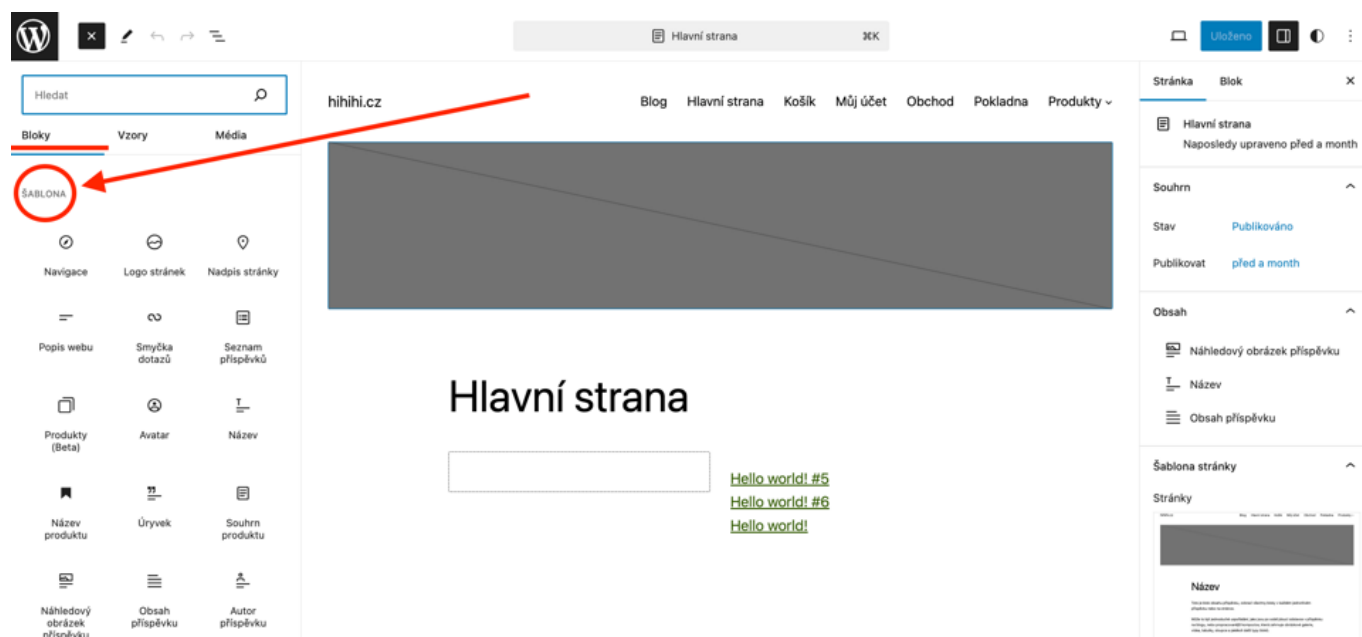 Hlavní strana ⌘K
Uloženo
Hledat
Bloky Vzory Média
ŠABLONA
Navigace Logo stránek Nadpis stránky
Popis webu Smyčka dotazů Seznam příspěvků
Produkty (Beta) Avatar Název
Název produktu Úryvek Souhrn produktu
Náhledový obrázek příspěvku Obsah příspěvku Autor příspěvku
hihihi.cz Blog Hlavní strana Košík Můj účet Obchod Pokladna Produkty
Hlavní strana
Hello world! #5
Hello world! #6
Hello world!
Stránka Blok
Hlavní strana
Naposledy upraveno před a month
Souhrn
Stav Publikováno
Publikovat před a month
Obsah
Náhledový obrázek příspěvku
Název
Obsah příspěvku
Šablona stránky
Stránky
Název